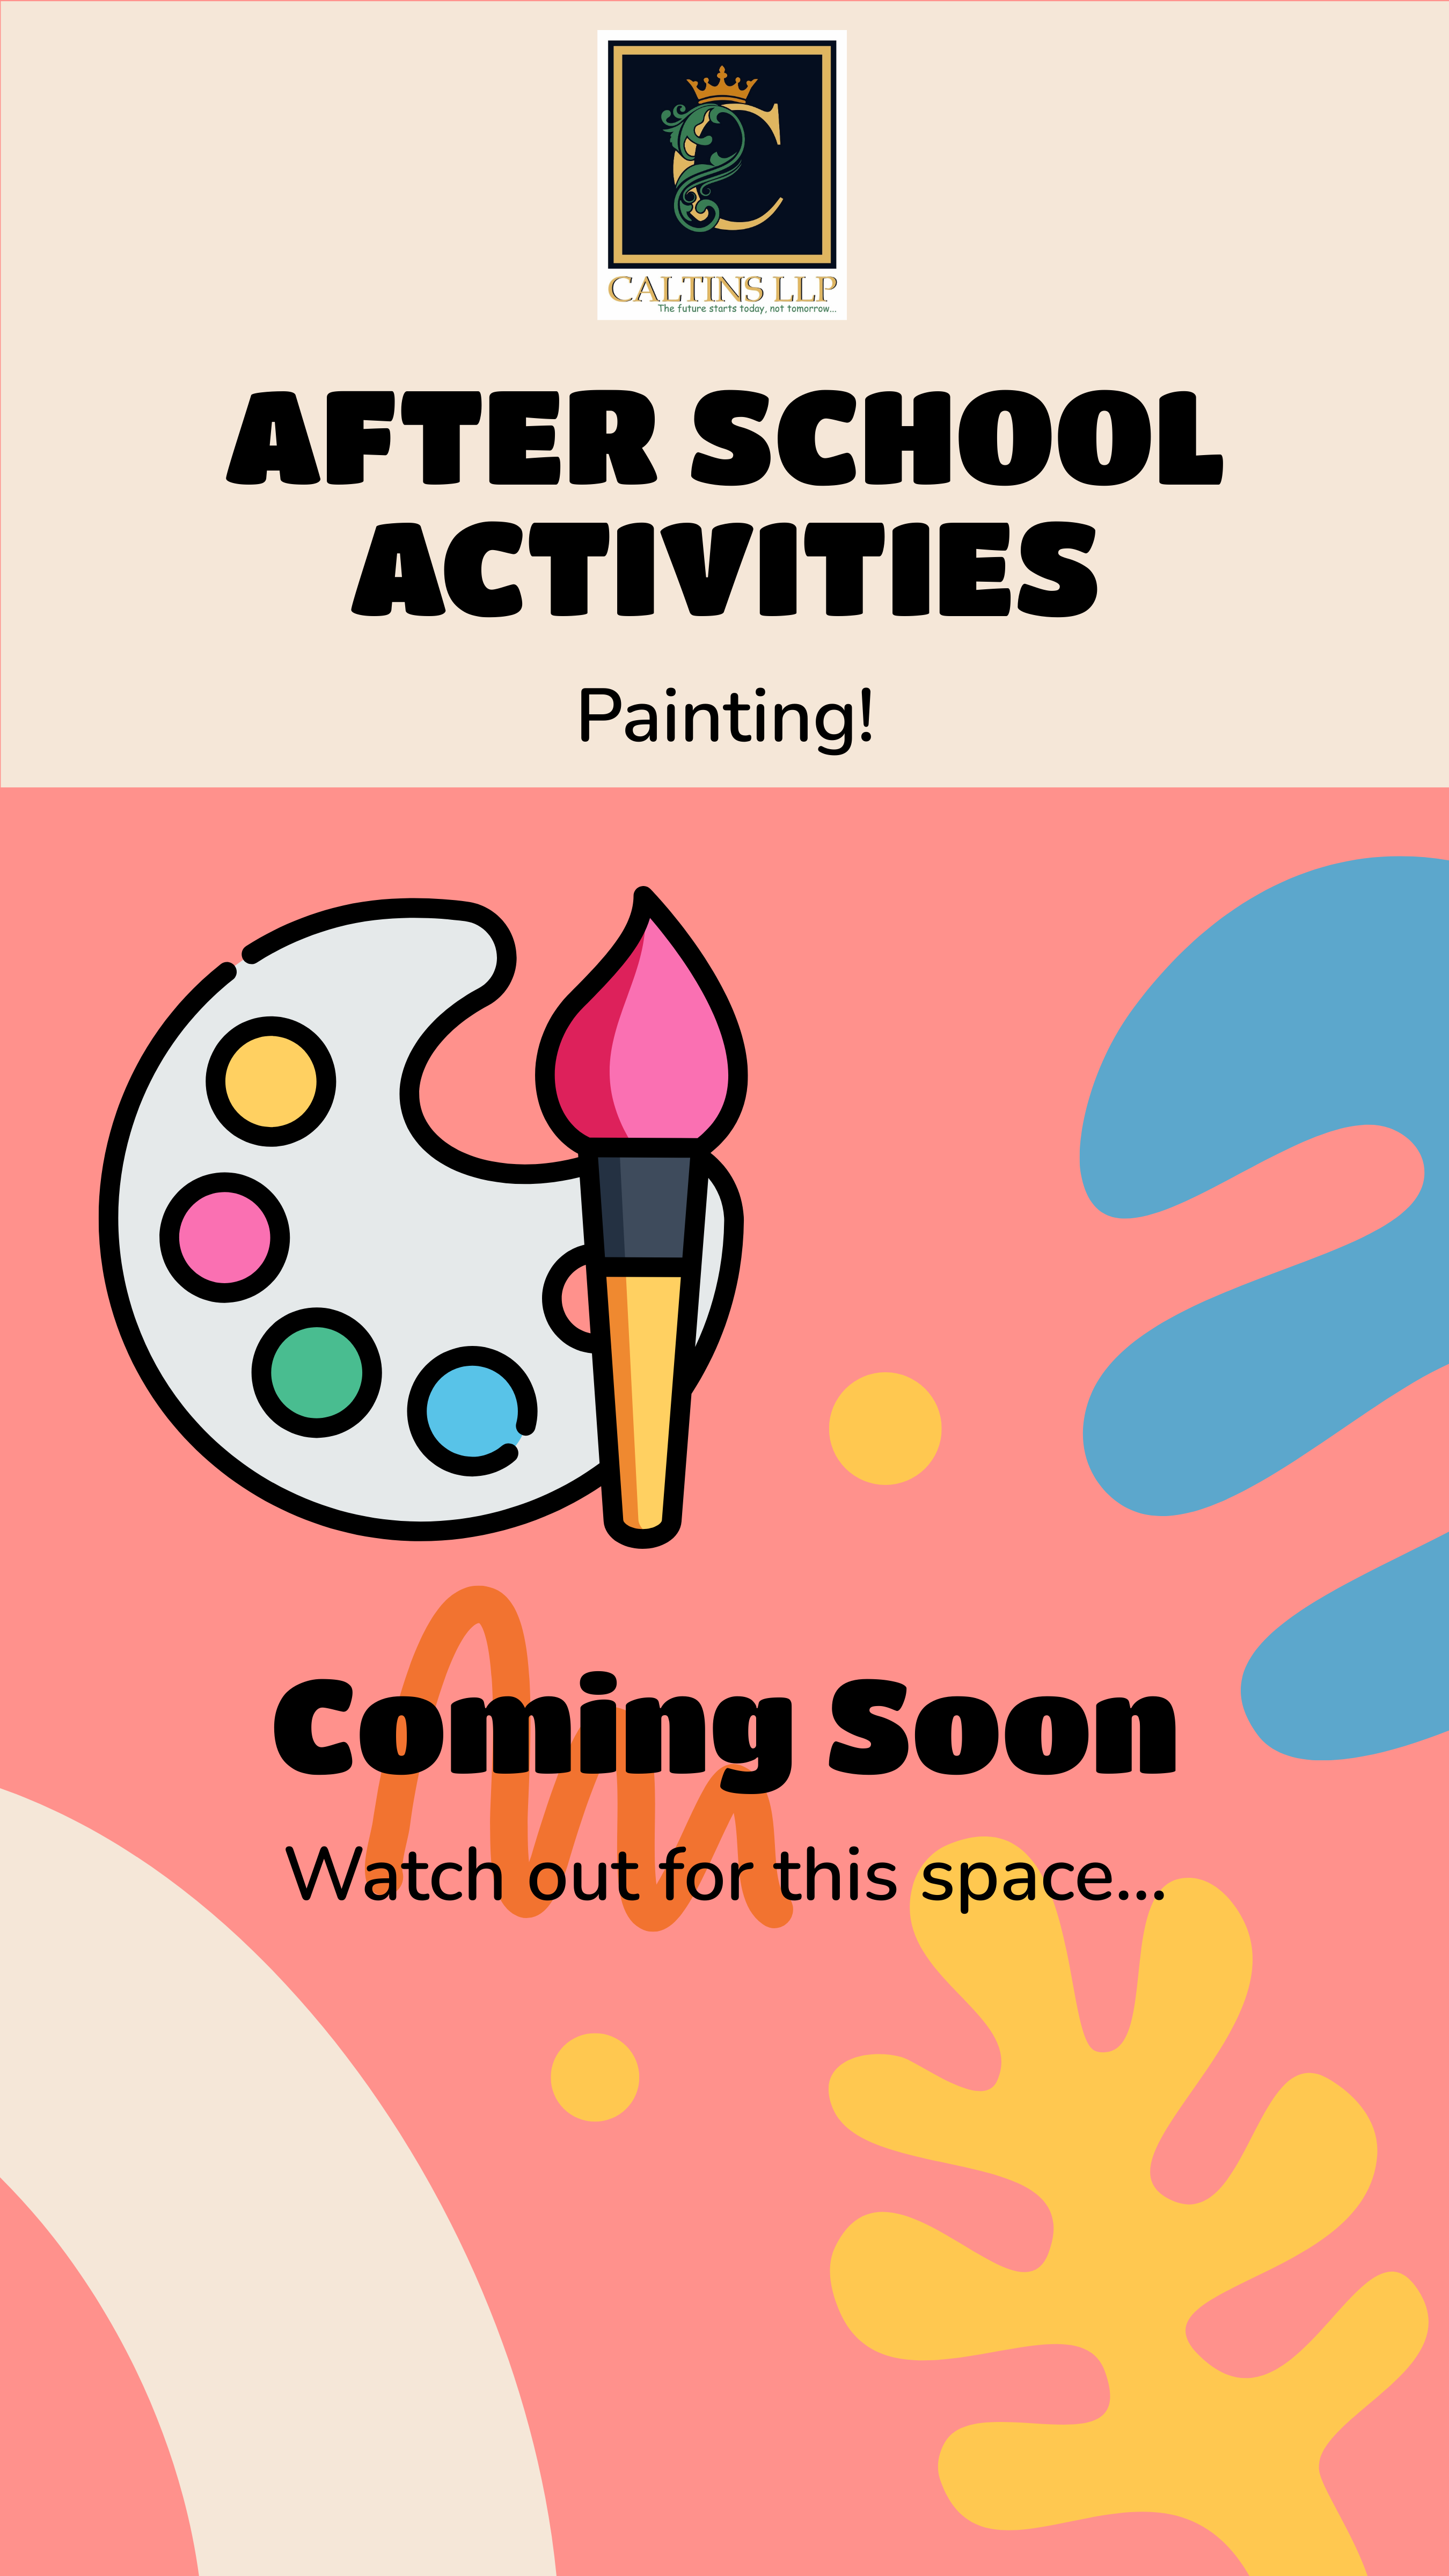 CALTINS LLP
The future starts today, not tomorrow...
AFTER SCHOOL
ACTIVITIES
Painting!
Coming Soon
Watch out for this space...